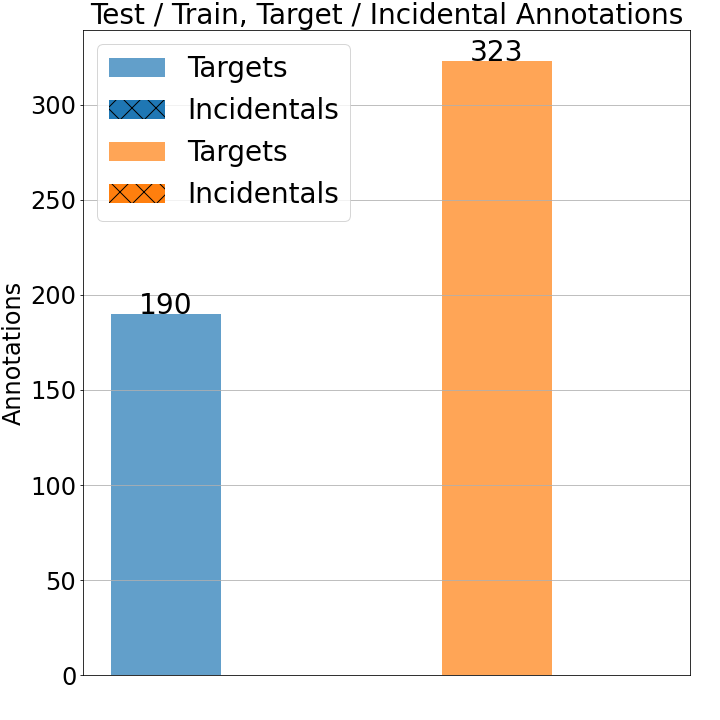 Test / Train, Target / Incidental Annotations
323
Targets
Incidentals
Targets
Incidentals
190
Annotations
300
250
200
150
100
50
0